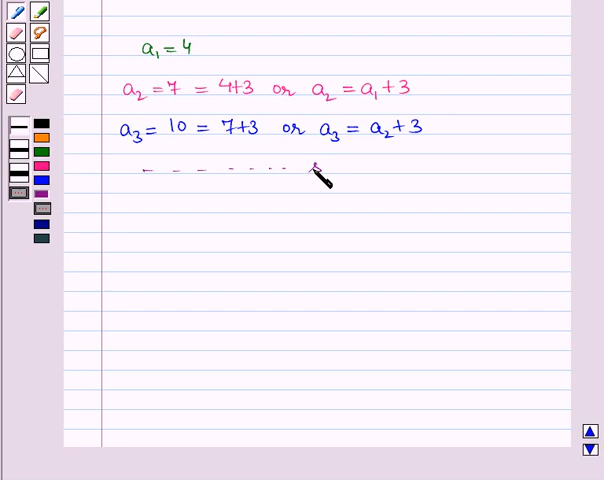 a₁ = 4
a₂ = 7 = 4+3 or a₂ = a₁ + 3
a₃ = 10 = 7+3 or a₃ = a₂ + 3
- - - - - - - -